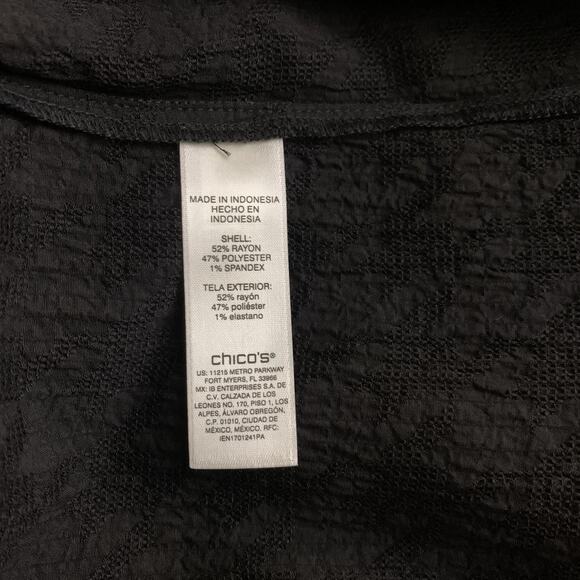 MADE IN INDONESIA
HECHO EN
INDONESIA
SHELL:
52% RAYON
47% POLYESTER
1% SPANDEX
TELA EXTERIOR:
52% rayón
47% poliéster
1% elastano
chico's®
US: 11215 METRO PARKWAY
FORT MYERS, FL 33966
MX: IB ENTERPRISES S.A. DE
C.V. CALZADA DE LOS
LEONES NO. 170, PISO 1, LOS
ALPES, ÁLVARO OBREGÓN,
C.P. 01010, CIUDAD DE
MÉXICO, MÉXICO. RFC:
IEN1701241PA